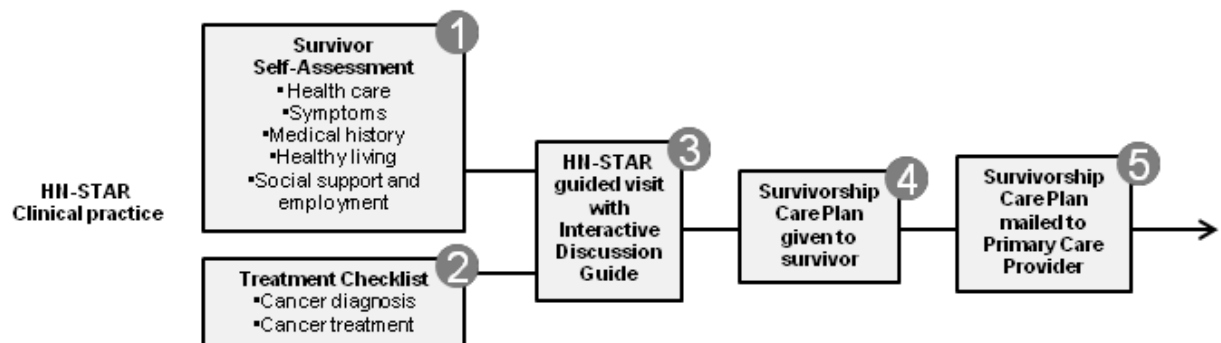 HN-STAR
Clinical practice
1
Survivor
Self-Assessment
▪Health care
▪Symptoms
▪Medical history
▪Healthy living
▪Social support and
employment
2
Treatment Checklist
▪Cancer diagnosis
▪Cancer treatment
3
HN-STAR
guided visit
with
Interactive
Discussion
Guide
4
Survivorship
Care Plan
given to
survivor
5
Survivorship
Care Plan
mailed to
Primary Care
Provider